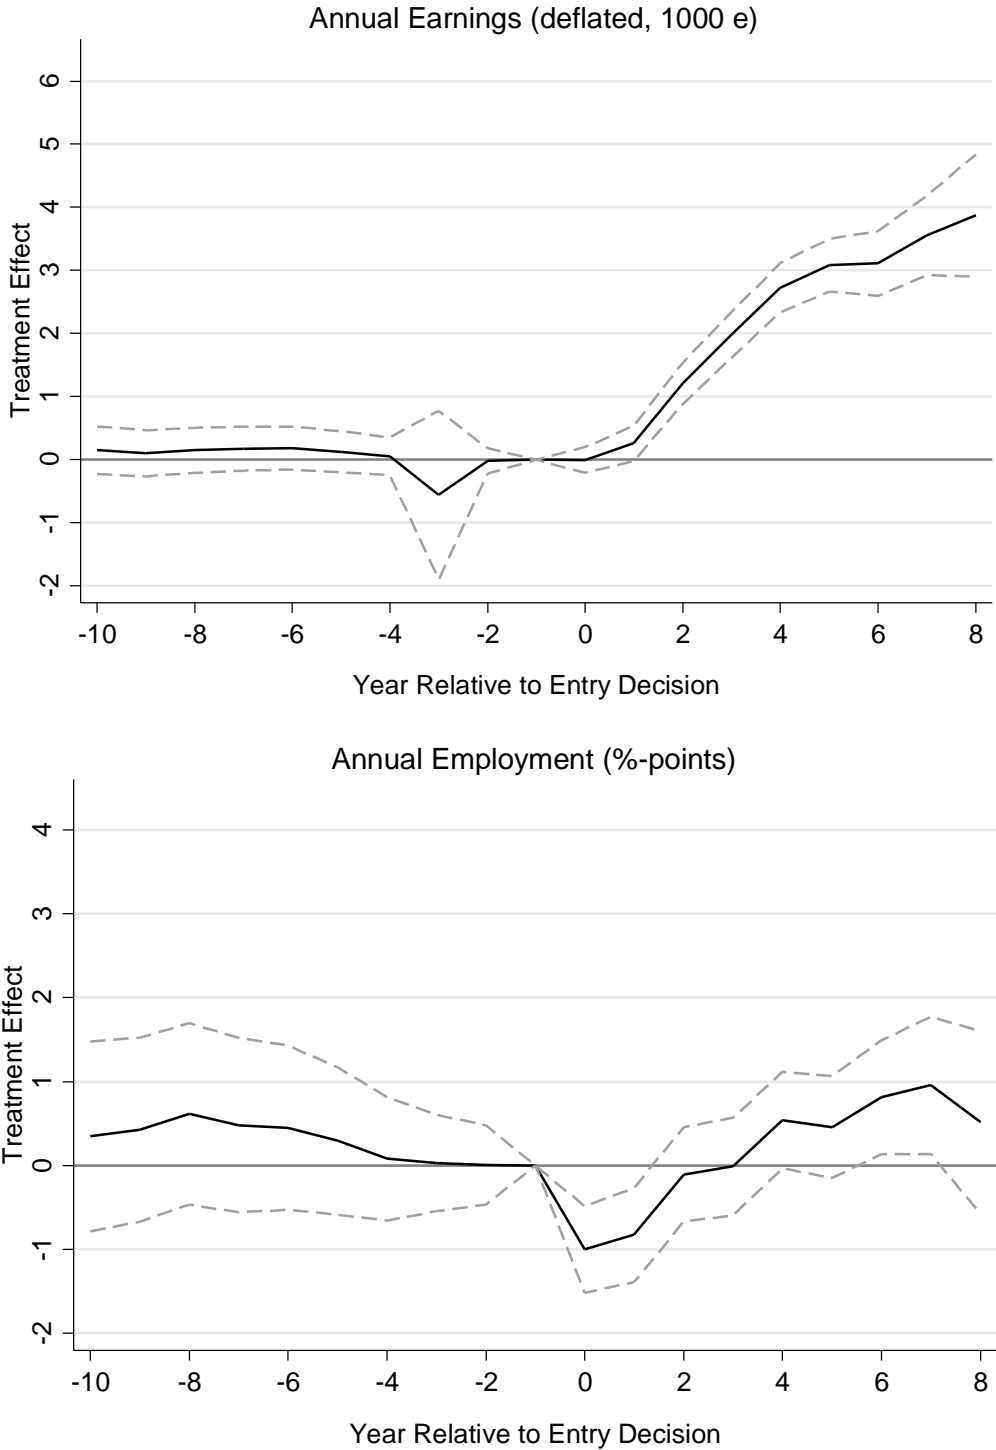 Annual Earnings (deflated, 1000 e)
Treatment Effect
6
5
4
3
2
1
0
-1
-2
-10 -8 -6 -4 -2 0 2 4 6 8
Year Relative to Entry Decision
Annual Employment (%-points)
Treatment Effect
4
3
2
1
0
-1
-2
-10 -8 -6 -4 -2 0 2 4 6 8
Year Relative to Entry Decision